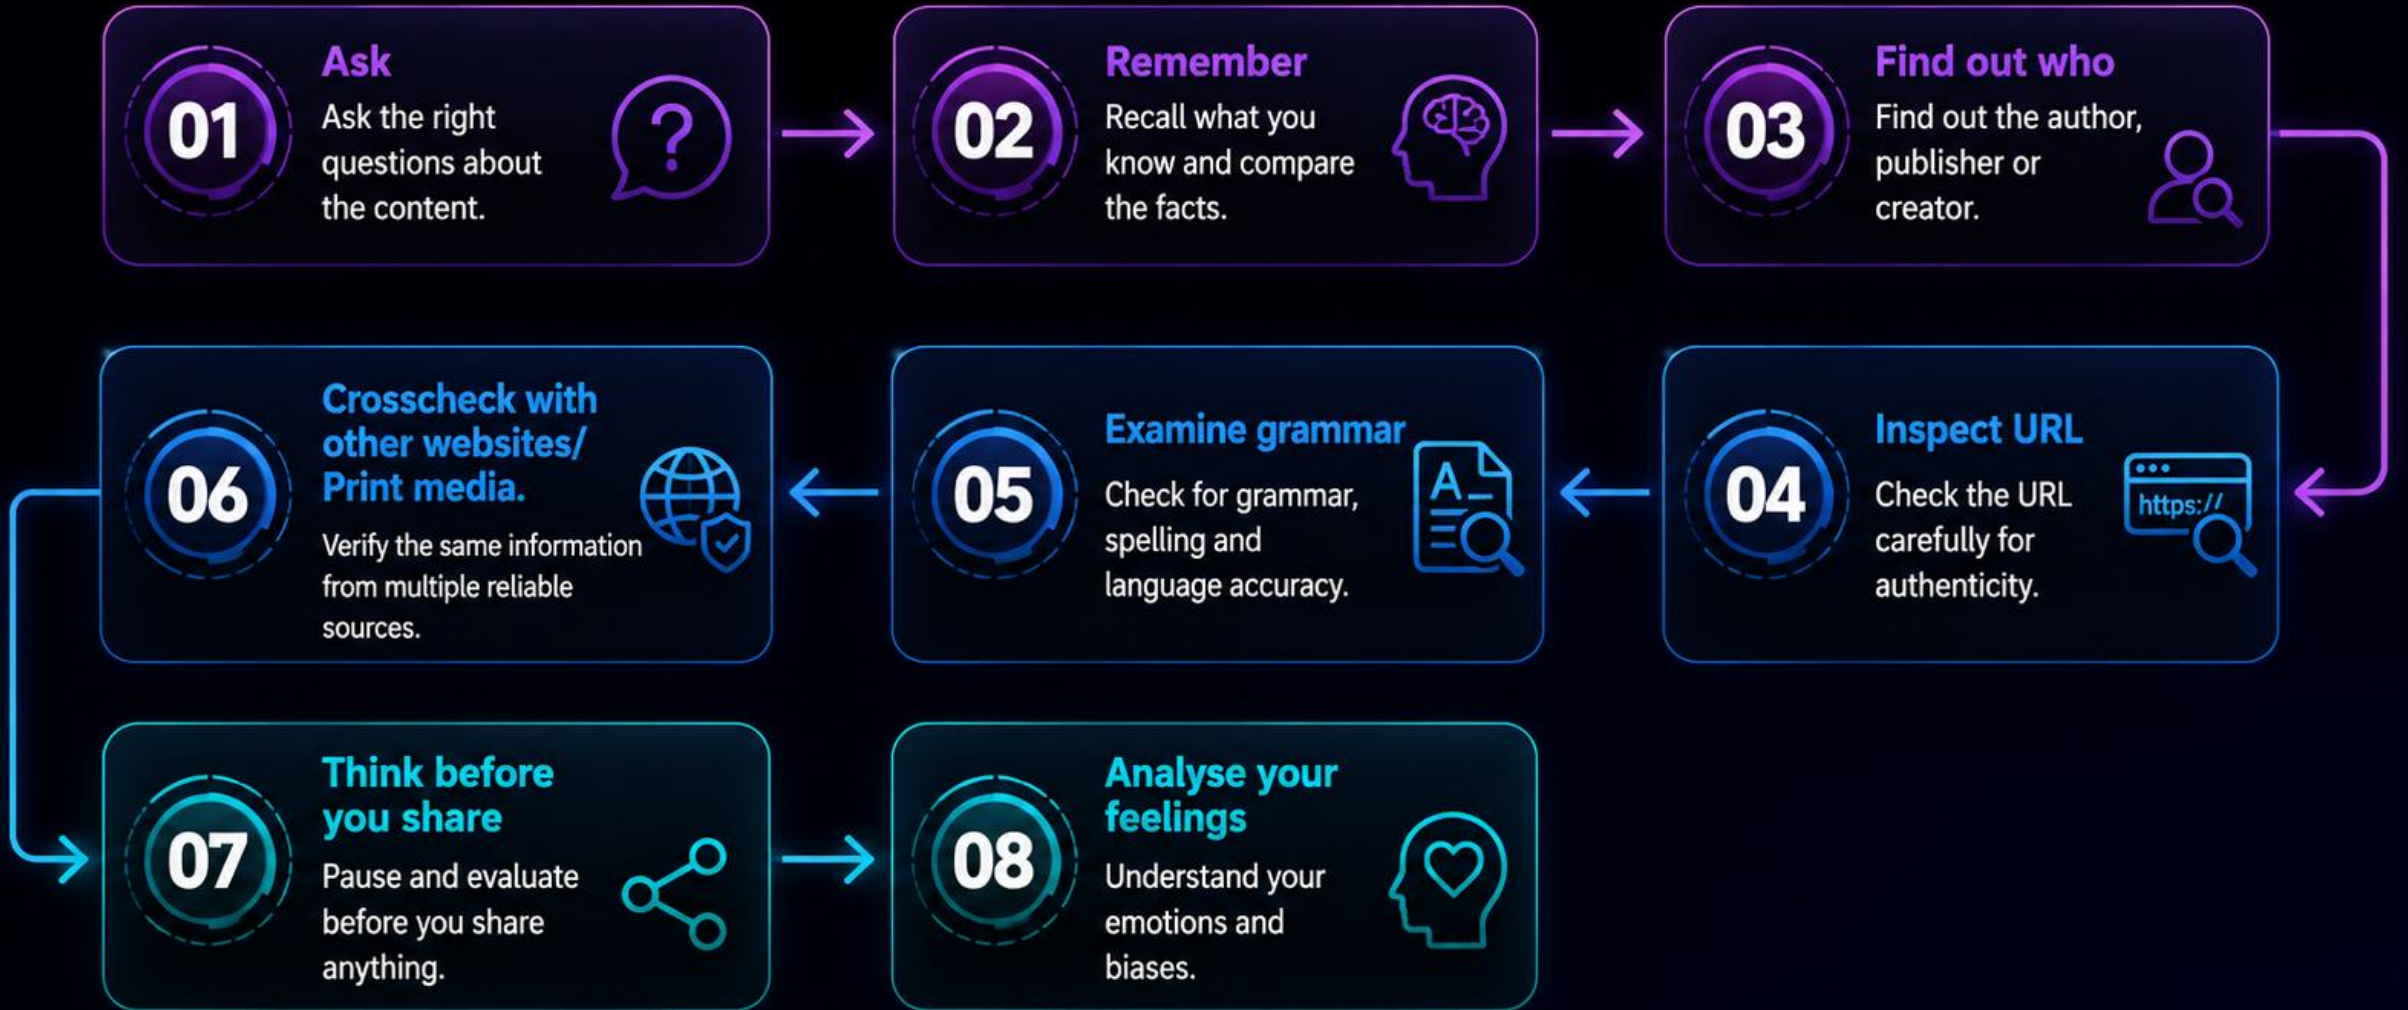 01
Ask
Ask the right
questions about
the content.
02
Remember
Recall what you
know and compare
the facts.
03
Find out who
Find out the author,
publisher or
creator.
04
Inspect URL
Check the URL
carefully for
authenticity.
https://
05
Examine grammar
Check for grammar,
spelling and
language accuracy.
A
06
Crosscheck with
other websites/
Print media.
Verify the same information
from multiple reliable
sources.
07
Think before
you share
Pause and evaluate
before you share
anything.
08
Analyse your
feelings
Understand your
emotions and
biases.